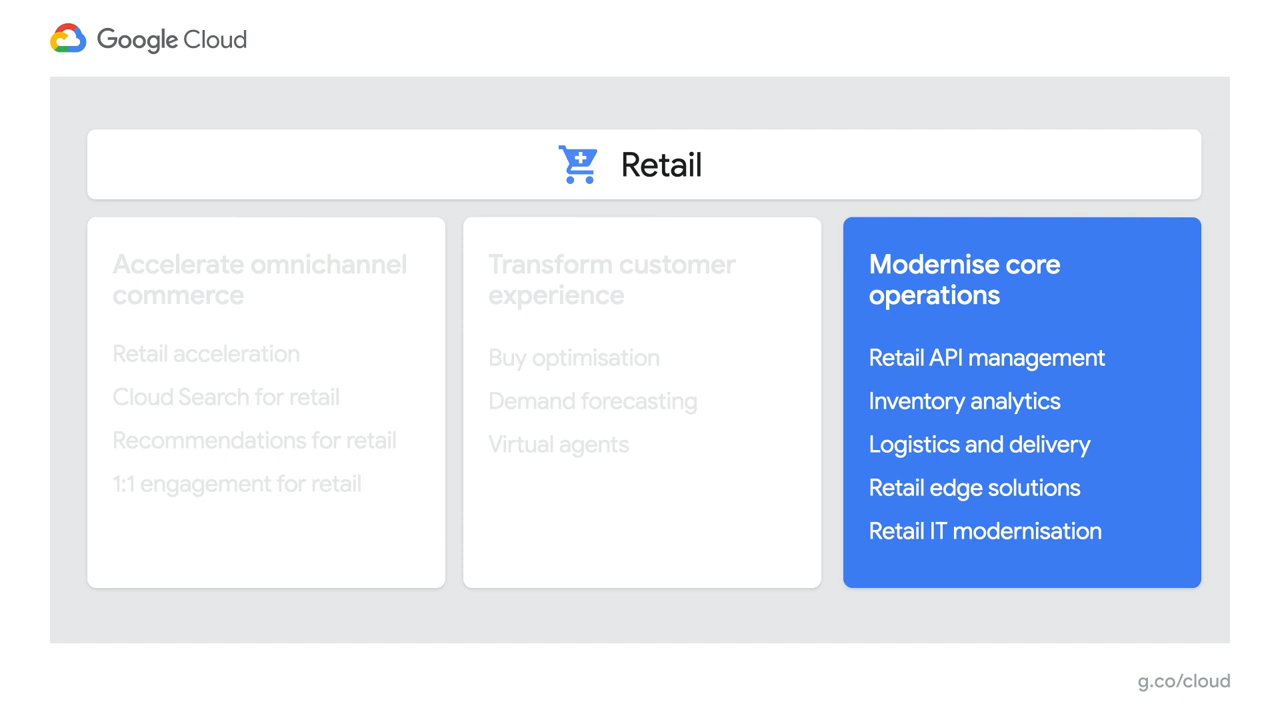 Google Cloud
Retail
Accelerate omnichannel
commerce
Retail acceleration
Cloud Search for retail
Recommendations for retail
1:1 engagement for retail
Transform customer
experience
Buy optimisation
Demand forecasting
Virtual agents
Modernise core
operations
Retail API management
Inventory analytics
Logistics and delivery
Retail edge solutions
Retail IT modernisation
g.co/cloud